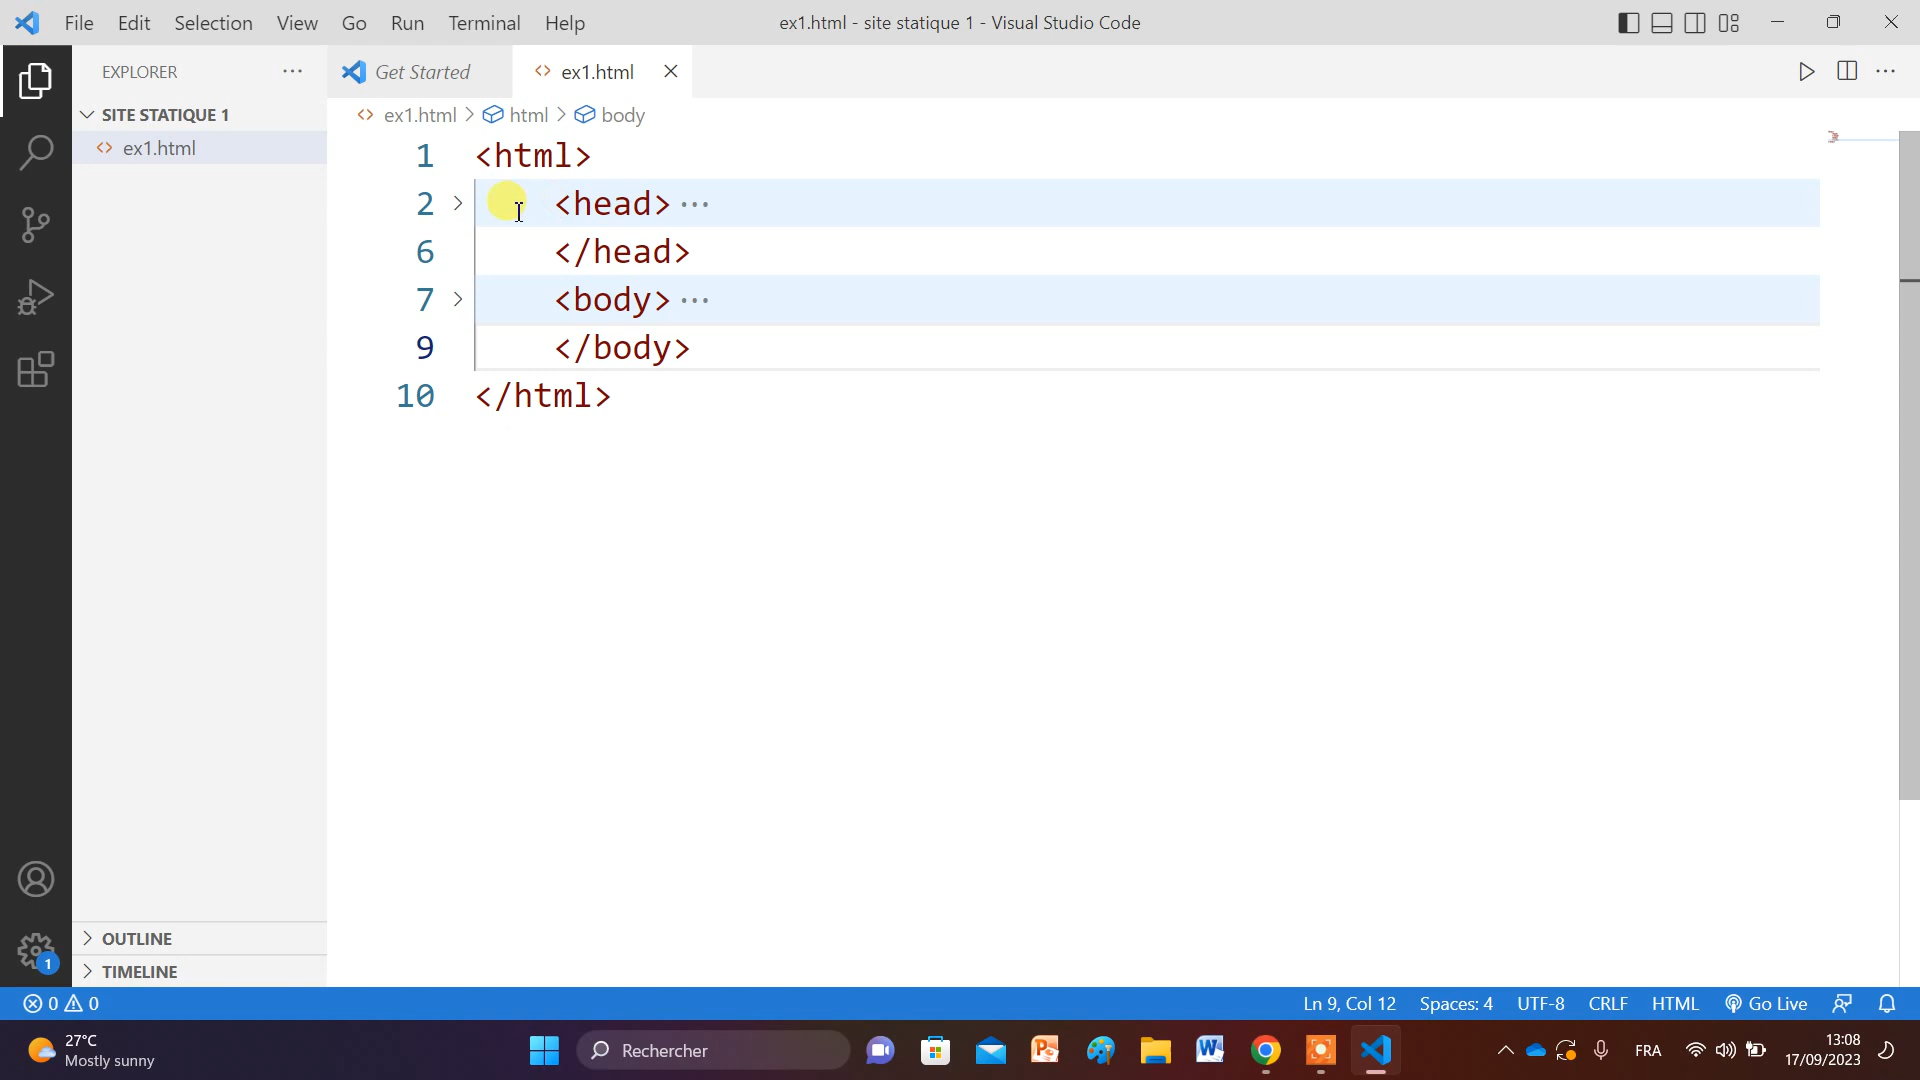 File Edit Selection View Go Run Terminal Help
ex1.html - site statique 1 - Visual Studio Code
EXPLORER
Get Started
ex1.html
SITE STATIQUE 1
ex1.html
ex1.html > html > body
1 <html>
2 <head> ···
6 </head>
7 <body> ···
9 </body>
10 </html>
OUTLINE
TIMELINE
1
0 0
Ln 9, Col 12 Spaces: 4 UTF-8 CRLF HTML Go Live
27°C
Mostly sunny
Rechercher
FRA
13:08
17/09/2023